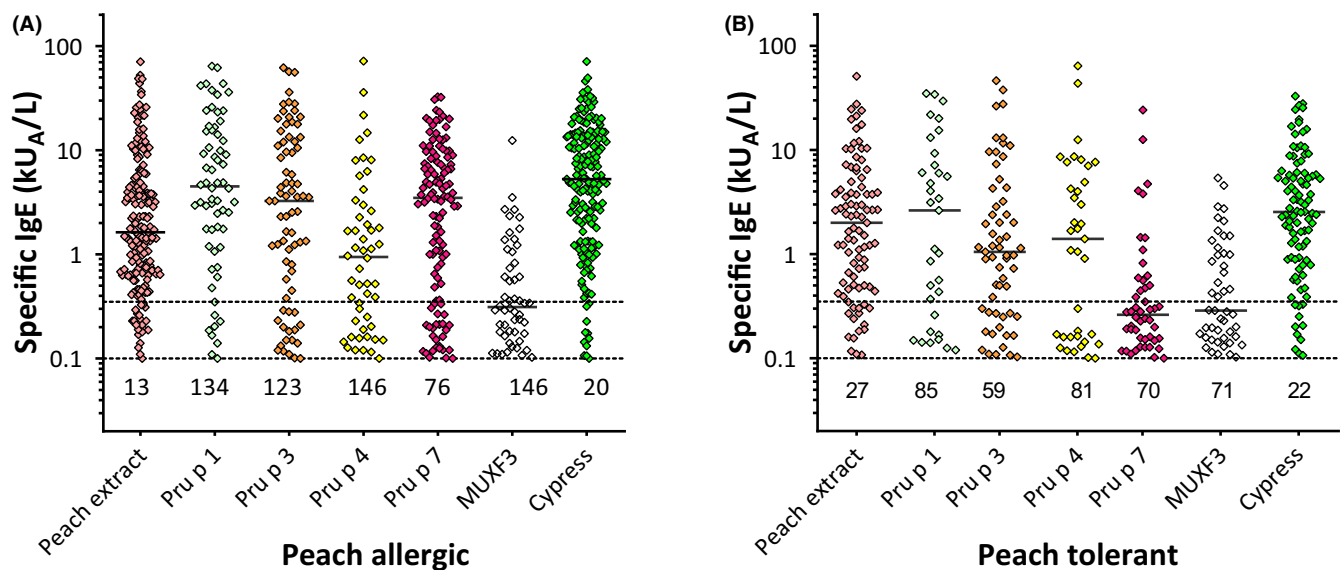 (A)
Specific IgE (kUA/L)
100
10
1
0.1
13 134 123 146 76 146 20
Peach extract
Pru p 1
Pru p 3
Pru p 4
Pru p 7
MUXF3
Cypress
Peach allergic
(B)
Specific IgE (kUA/L)
100
10
1
0.1
27 85 59 81 70 71 22
Peach extract
Pru p 1
Pru p 3
Pru p 4
Pru p 7
MUXF3
Cypress
Peach tolerant